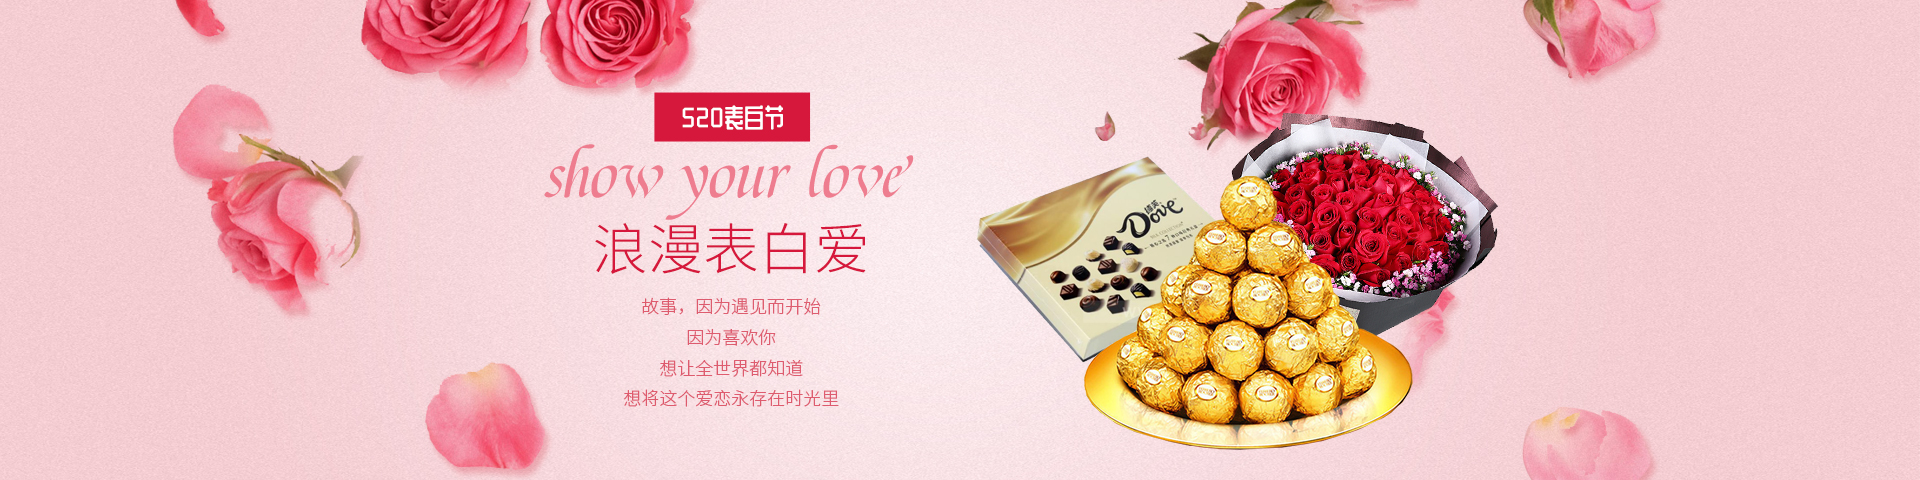 520表白节
show your love
浪漫表白爱
故事，因为遇见而开始
因为喜欢你
想让全世界都知道
想将这个爱恋永存在时光里
德芙
Dove